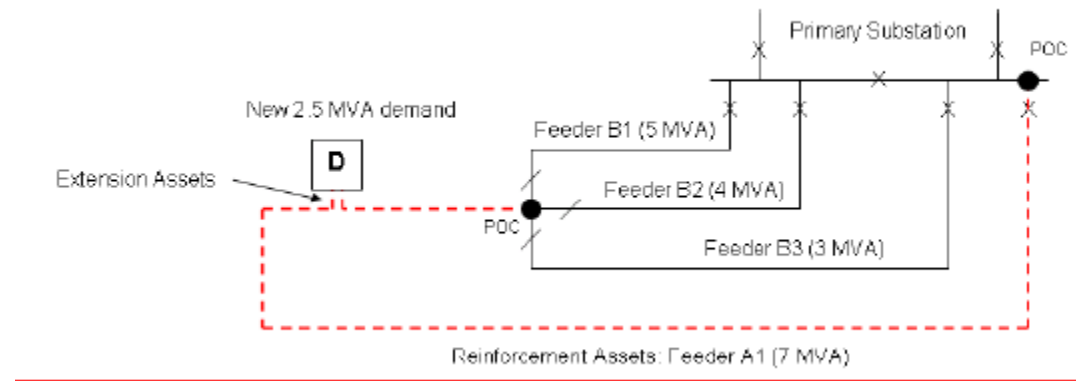 Primary Substation
POC
New 2.5 MVA demand
Feeder B1 (5 MVA)
D
Extension Assets
Feeder B2 (4 MVA)
POC
Feeder B3 (3 MVA)
Reinforcement Assets: Feeder A1 (7 MVA)